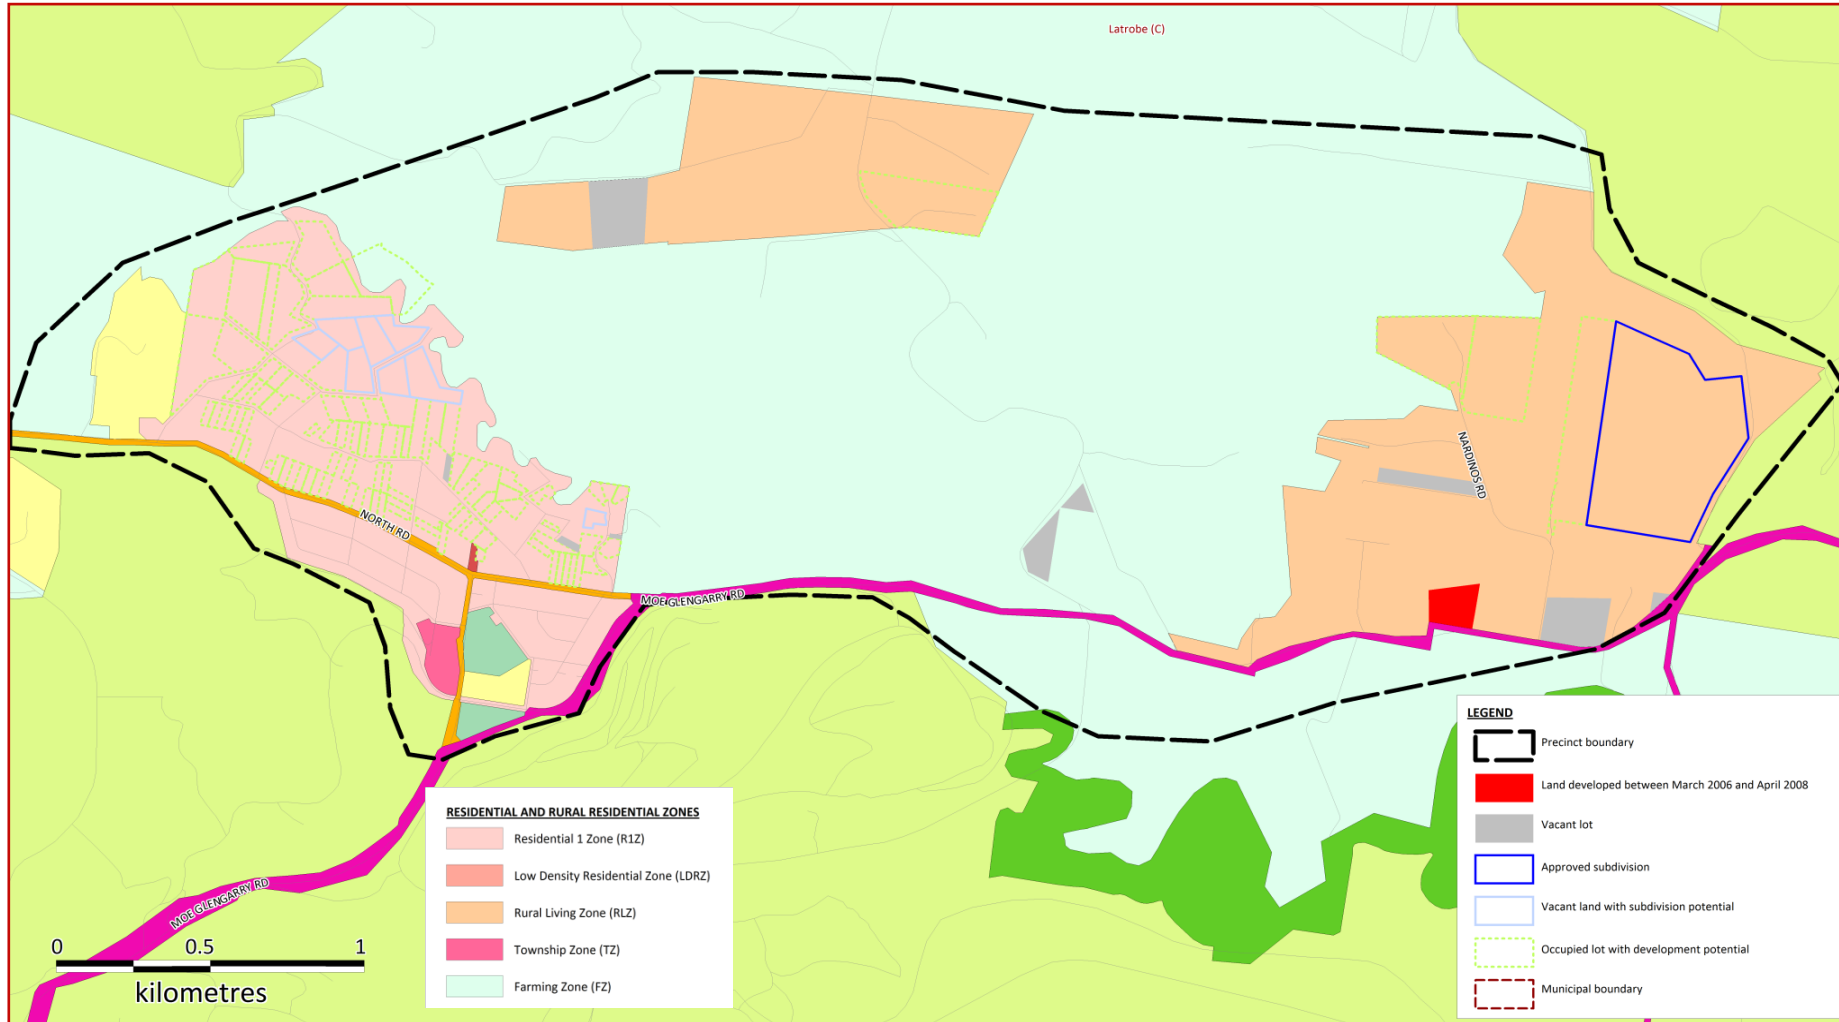 Latrobe (C)
NARDINOS RD
NORTH RD
MOE GLENGARRY RD
MOE GLENGARRY RD
0 0.5 1
kilometres
RESIDENTIAL AND RURAL RESIDENTIAL ZONES
Residential 1 Zone (R1Z)
Low Density Residential Zone (LDRZ)
Rural Living Zone (RLZ)
Township Zone (TZ)
Farming Zone (FZ)
LEGEND
Precinct boundary
Land developed between March 2006 and April 2008
Vacant lot
Approved subdivision
Vacant land with subdivision potential
Occupied lot with development potential
Municipal boundary